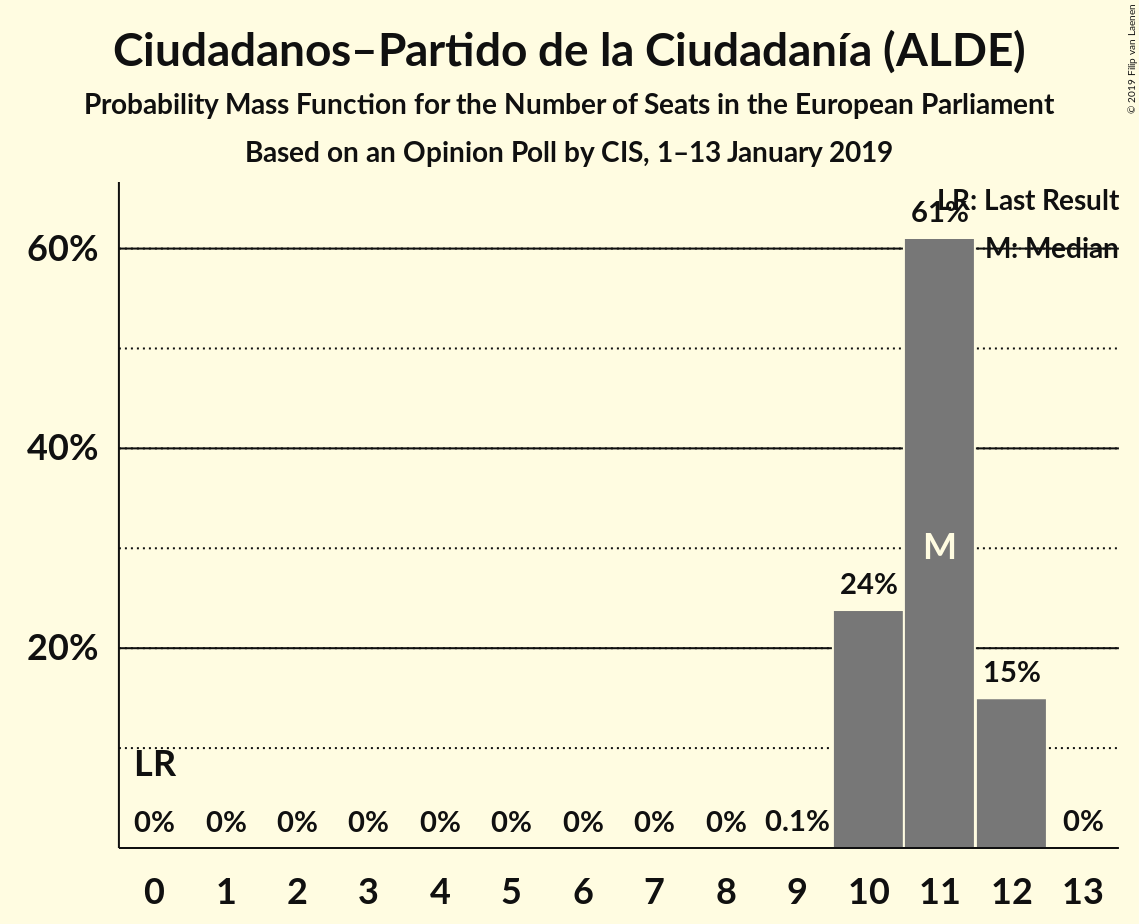 Ciudadanos–Partido de la Ciudadanía (ALDE)
Probability Mass Function for the Number of Seats in the European Parliament
Based on an Opinion Poll by CIS, 1–13 January 2019
© 2019 Filip van Laenen
LR: Last Result
M: Median
60%
40%
20%
61%
M
24%
15%
LR
0% 0% 0% 0% 0% 0% 0% 0% 0% 0.1% 0%
0 1 2 3 4 5 6 7 8 9 10 11 12 13